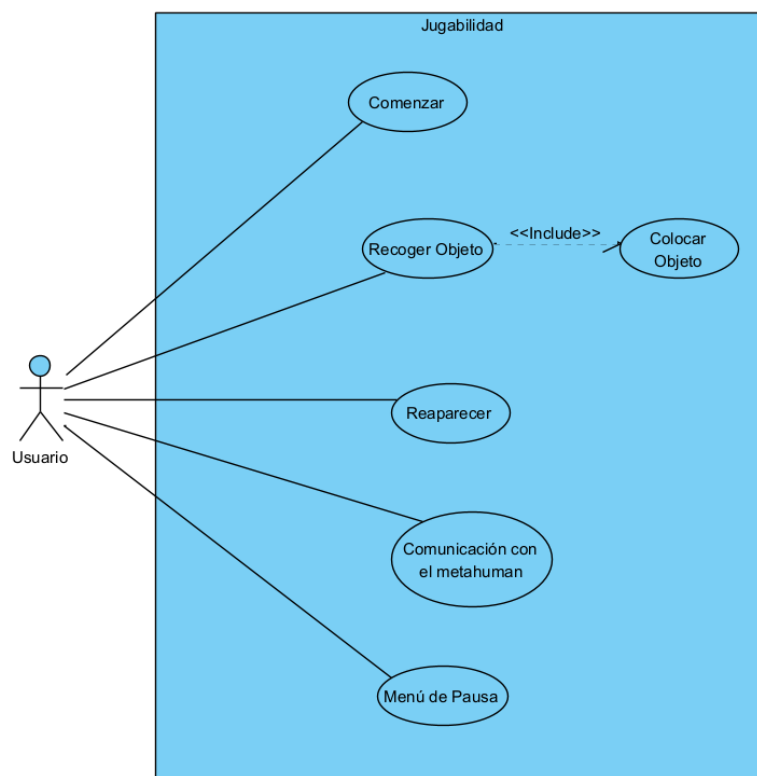 Jugabilidad
Comenzar
Recoger Objeto
<<Include>>
Colocar
Objeto
Reaparecer
Usuario
Comunicación con
el metahuman
Menú de Pausa